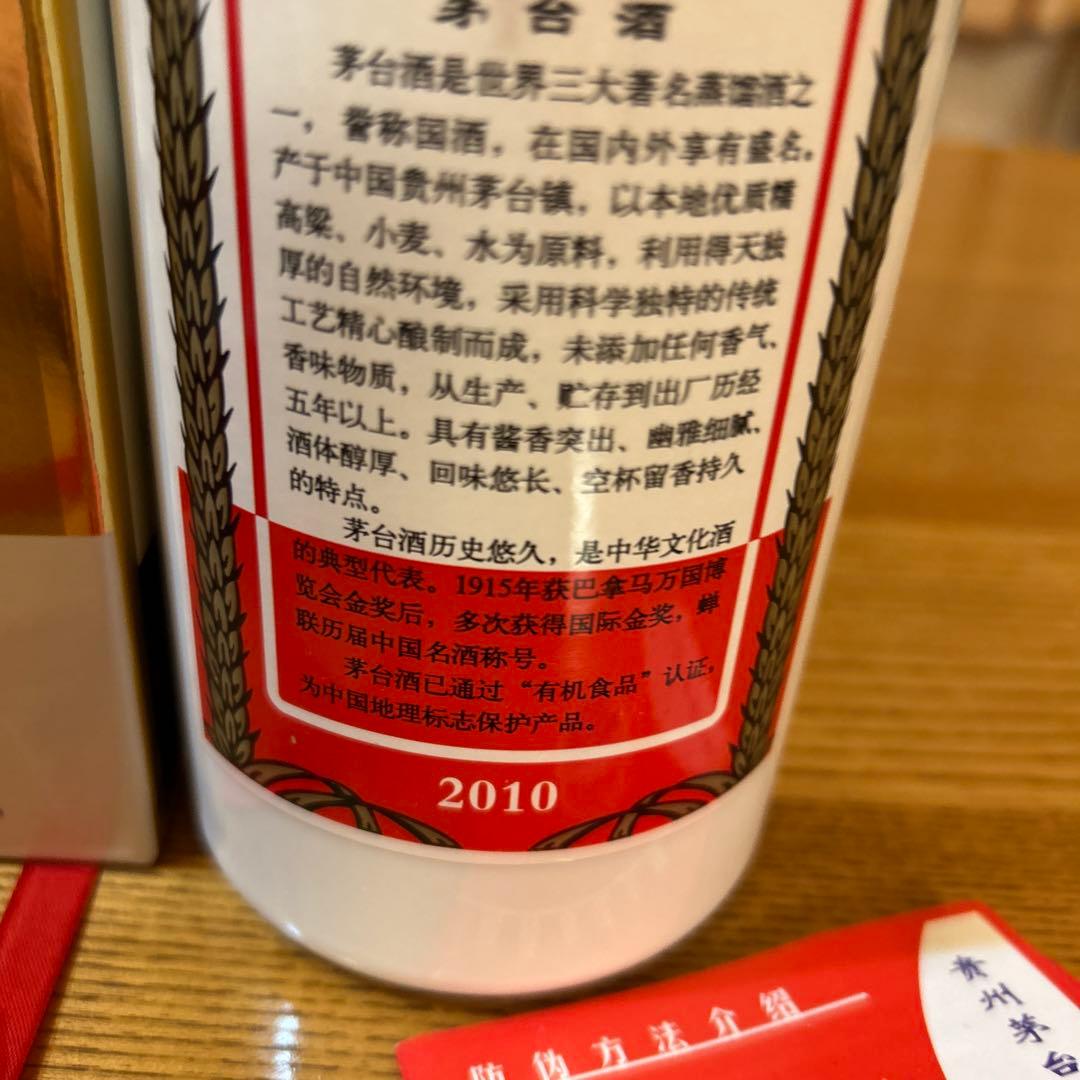 茅台酒
茅台酒是世界三大著名蒸馏酒之
一，誉称国酒，在国内外享有盛名。
产于中国贵州茅台镇，以本地优质糯
高粱、小麦、水为原料，利用得天独
厚的自然环境，采用科学独特的传统
工艺精心酿制而成，未添加任何香气、
香味物质，从生产、贮存到出厂历经
五年以上。具有酱香突出、幽雅细腻、
酒体醇厚、回味悠长、空杯留香持久
的特点。
茅台酒历史悠久，是中华文化酒
的典型代表。1915年获巴拿马万国博
览会金奖后，多次获得国际金奖，蝉
联历届中国名酒称号。
茅台酒已通过“有机食品”认证，
为中国地理标志保护产品。
2010
防伪方法介绍
贵州茅台